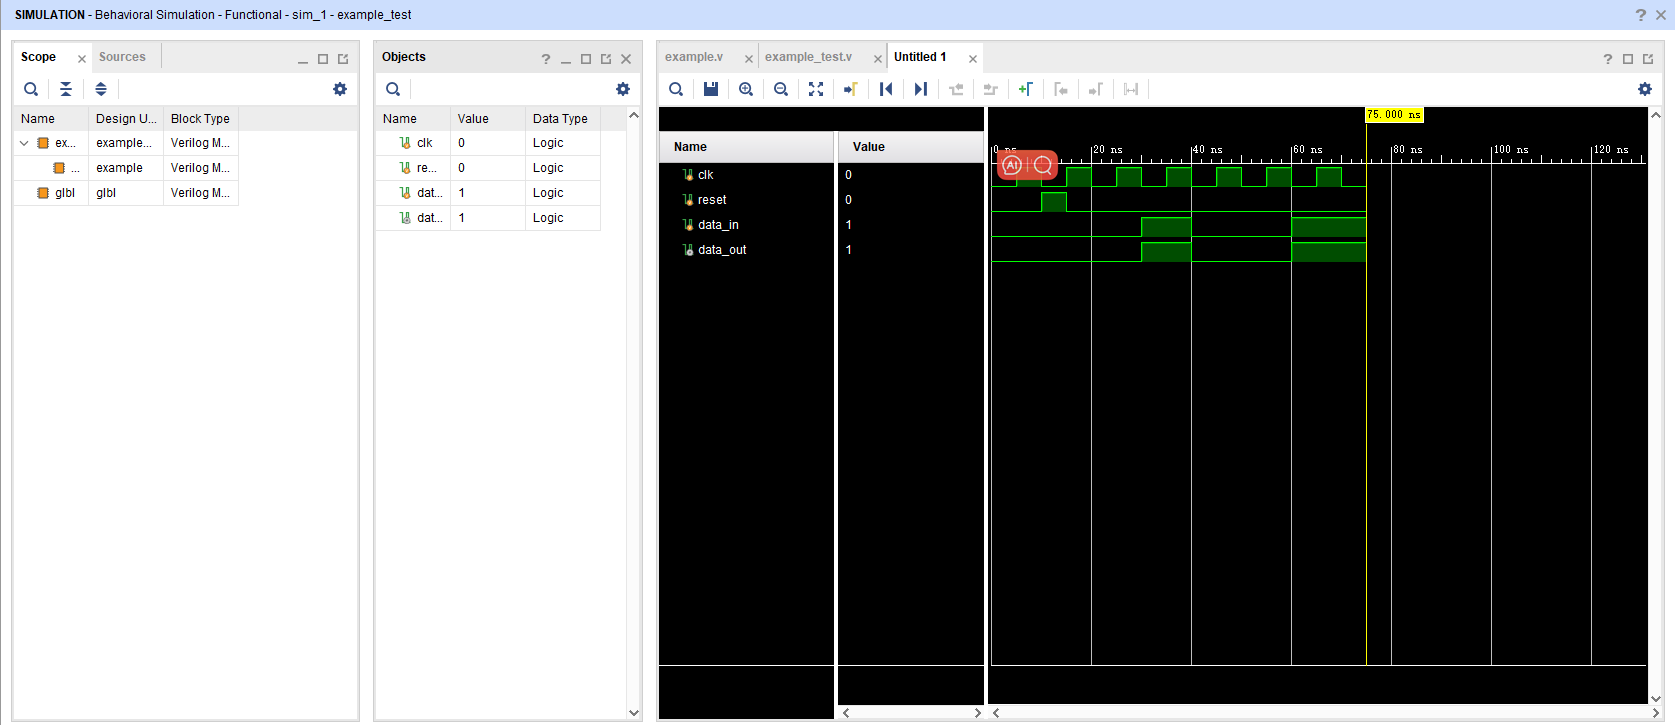 SIMULATION - Behavioral Simulation - Functional - sim_1 - example_test
Scope
Sources
Name Design U... Block Type
ex... example... Verilog M...
... example Verilog M...
glbl glbl Verilog M...
Objects
Name Value Data Type
clk 0 Logic
re... 0 Logic
dat... 1 Logic
dat... 1 Logic
example.v example_test.v Untitled 1
75.000 ns
Name Value
0 ns 20 ns 40 ns 60 ns 80 ns 100 ns 120 ns
AI
clk 0
reset 0
data_in 1
data_out 1